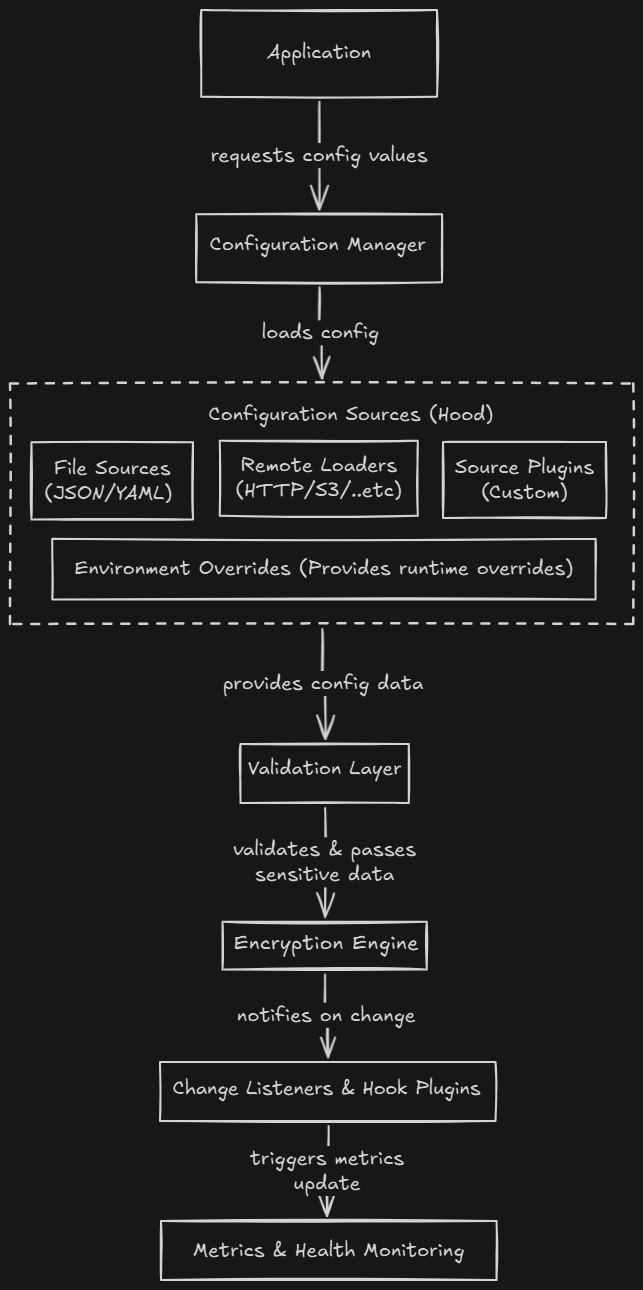 Application
requests config values
Configuration Manager
loads config
Configuration Sources (Hood)
File Sources
(JSON/YAML)
Remote Loaders
(HTTP/S3/..etc)
Source Plugins
(Custom)
Environment Overrides (Provides runtime overrides)
provides config data
Validation Layer
validates & passes
sensitive data
Encryption Engine
notifies on change
Change Listeners & Hook Plugins
triggers metrics
update
Metrics & Health Monitoring